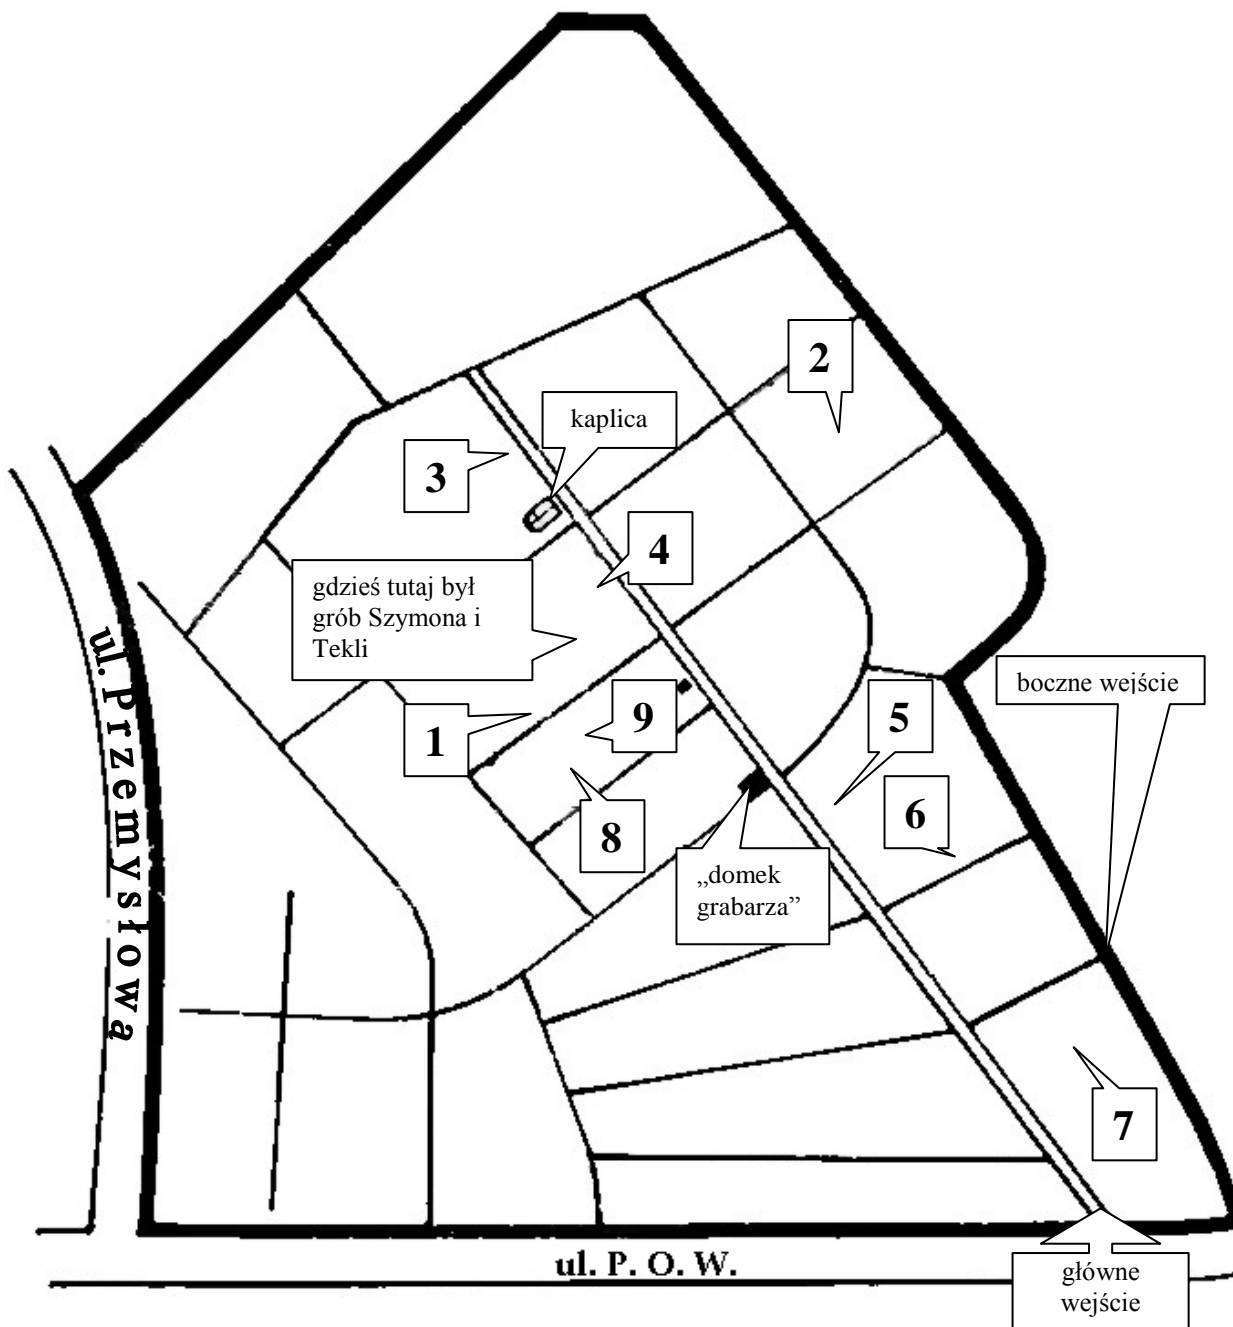 2
kaplica
3
4
gdzieś tutaj był
grób Szymona i
Tekli
ul. Przemysłowa
boczne wejście
1
9
5
6
8
„domek
grabarza”
7
ul. P. O. W.
główne
wejście